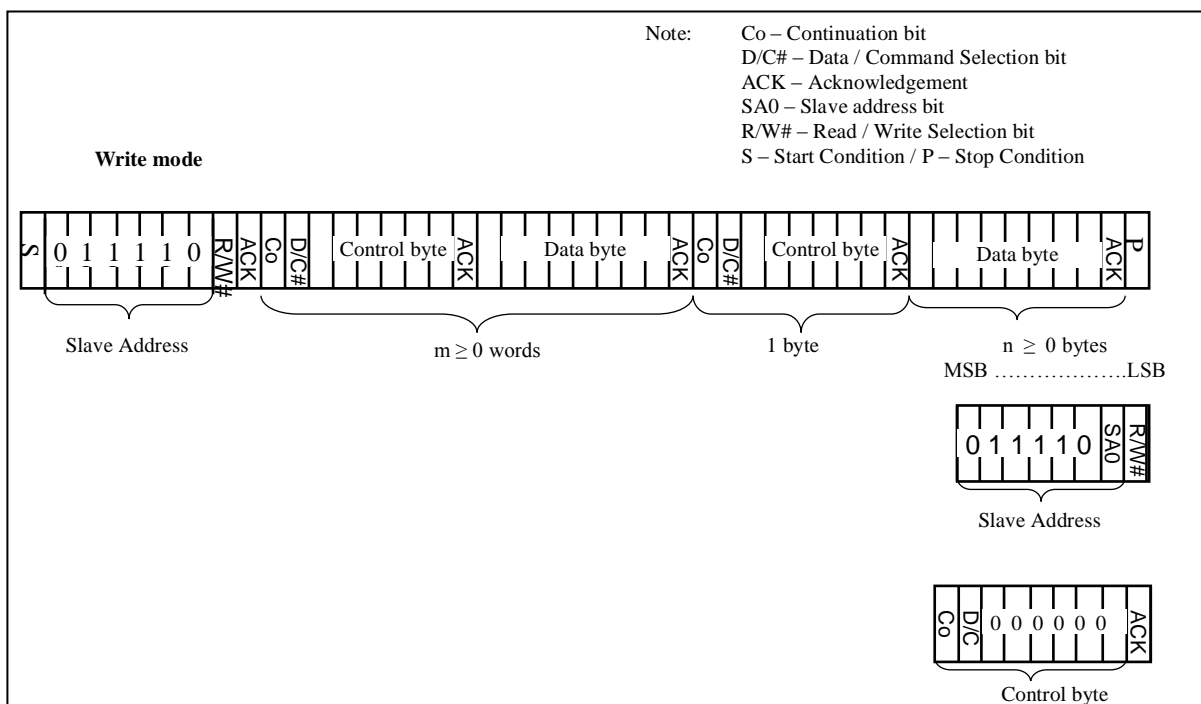 Note: Co – Continuation bit
D/C# – Data / Command Selection bit
ACK – Acknowledgement
SA0 – Slave address bit
R/W# – Read / Write Selection bit
S – Start Condition / P – Stop Condition
Write mode
S 0 1 1 1 1 0 R/W# ACK Co D/C# Control byte ACK Data byte ACK Co D/C# Control byte ACK Data byte ACK P
Slave Address m ≥ 0 words 1 byte n ≥ 0 bytes
MSB ………………….LSB
0 1 1 1 1 0 SA0 R/W#
Slave Address
Co D/C 0 0 0 0 0 0 ACK
Control byte